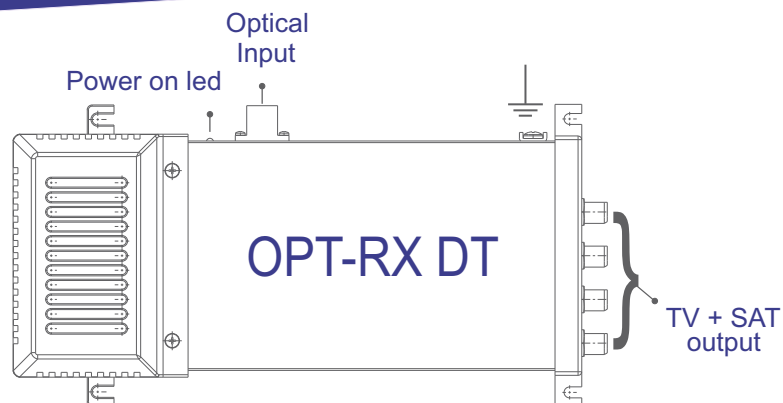 Optical
Input
Power on led
OPT-RX DT
TV + SAT
output